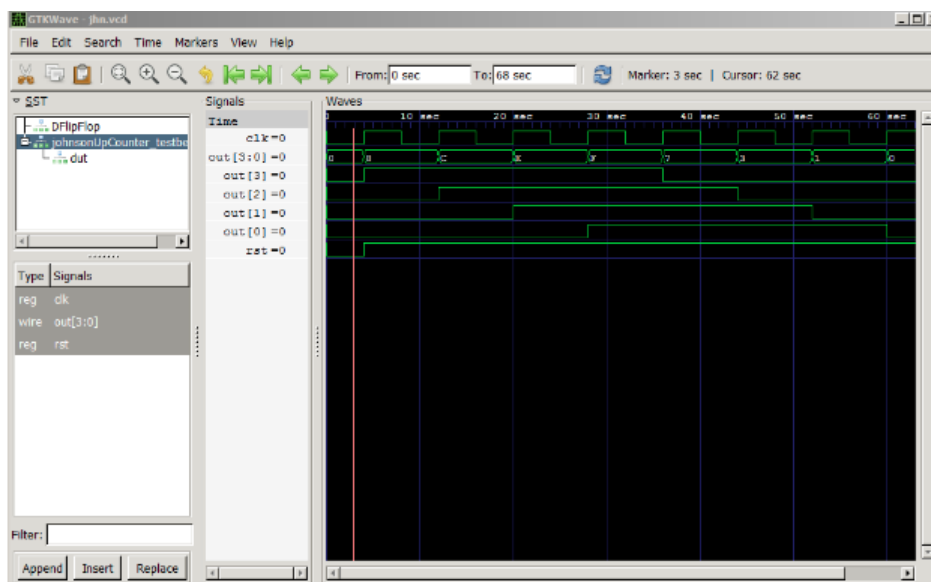 GTKWave - jhn.vcd
File Edit Search Time Markers View Help
From: 0 sec To: 68 sec Marker: 3 sec | Cursor: 62 sec
SST
DFlipFlop
johnsonUpCounter_testbe
dut
Type Signals
reg clk
wire out[3:0]
reg rst
Filter:
Append Insert Replace
Signals
Time
clk=0
out[3:0]=0
out[3]=0
out[2]=0
out[1]=0
out[0]=0
rst=0
Waves
10 sec 20 sec 30 sec 40 sec 50 sec 60 sec
0 8 C E F 7 3 1 0